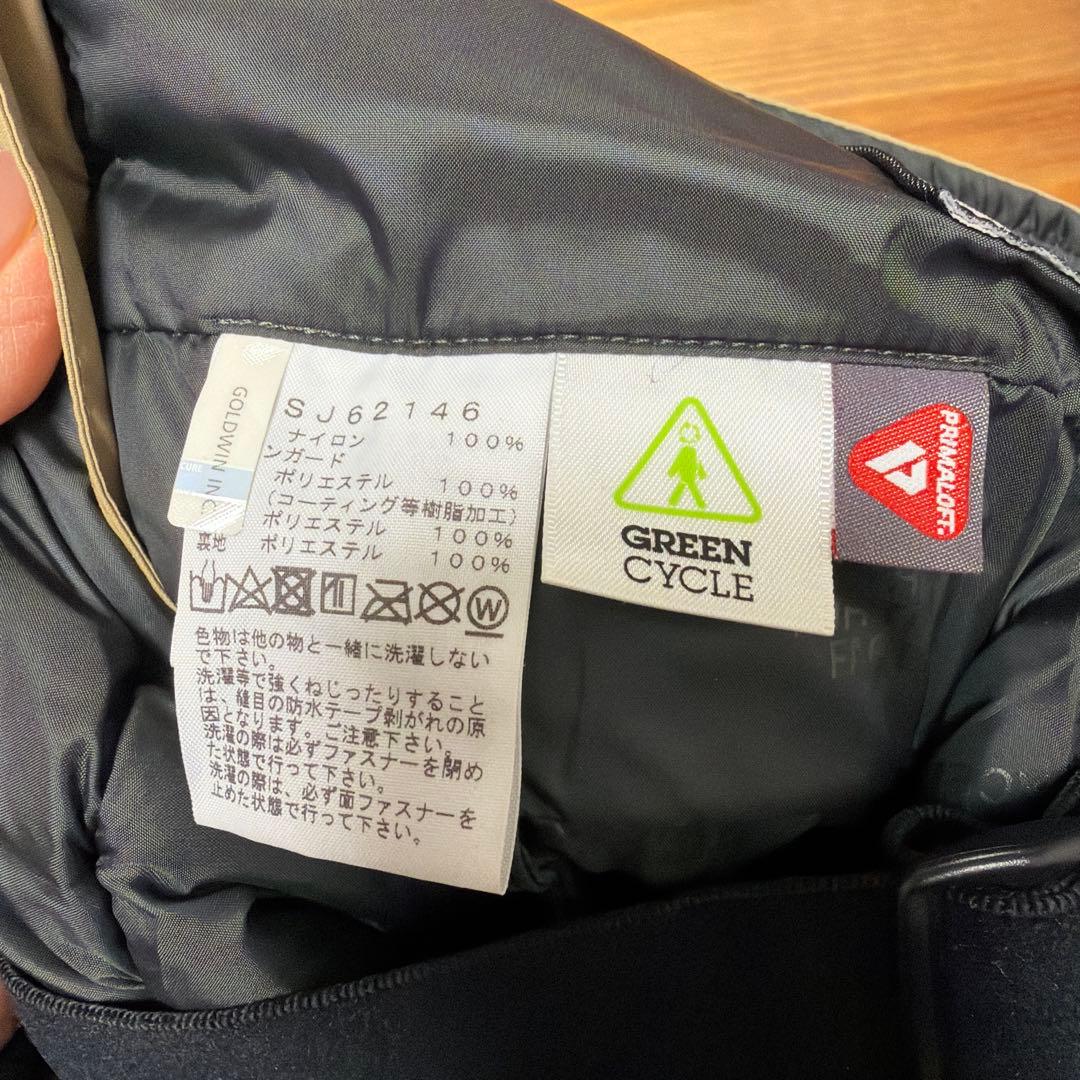 GOLDWIN INC
CURE
SJ62146
ナイロン 100%
ンガード
ポリエステル 100%
(コーティング等樹脂加工)
ポリエステル 100%
裏地 ポリエステル 100%
W
色物は他の物と一緒に洗濯しない
で下さい。
洗濯等で強くねじったりすること
は、縫目の防水テープ剥がれの原
因となります。ご注意下さい。
洗濯の際は必ずファスナーを閉め
た状態で行って下さい。
洗濯の際は、必ず面ファスナーを
止めた状態で行って下さい。
GREEN
CYCLE
PRIMALOFT.